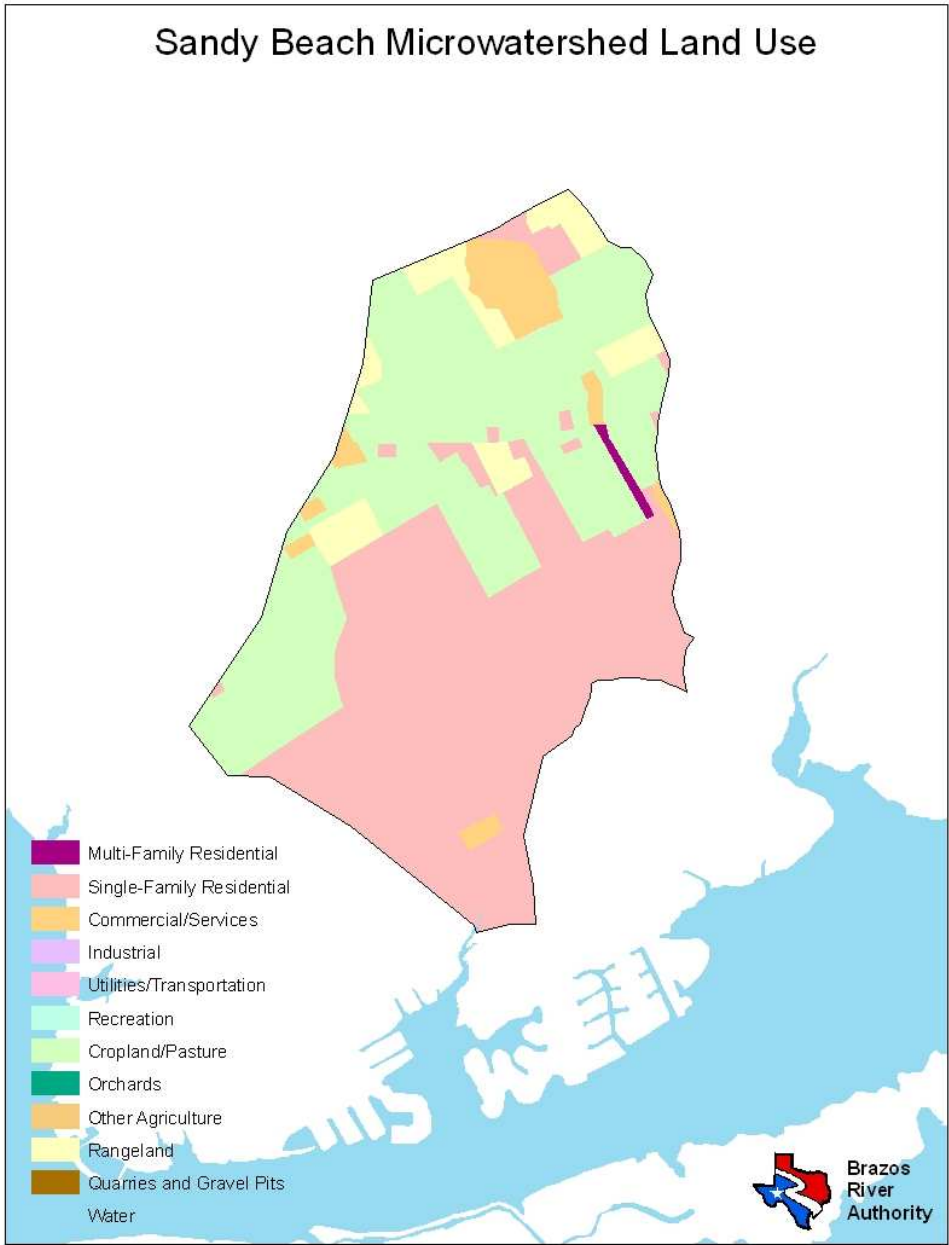 Sandy Beach Microwatershed Land Use
Multi-Family Residential
Single-Family Residential
Commercial/Services
Industrial
Utilities/Transportation
Recreation
Cropland/Pasture
Orchards
Other Agriculture
Rangeland
Quarries and Gravel Pits
Water
Brazos
River
Authority